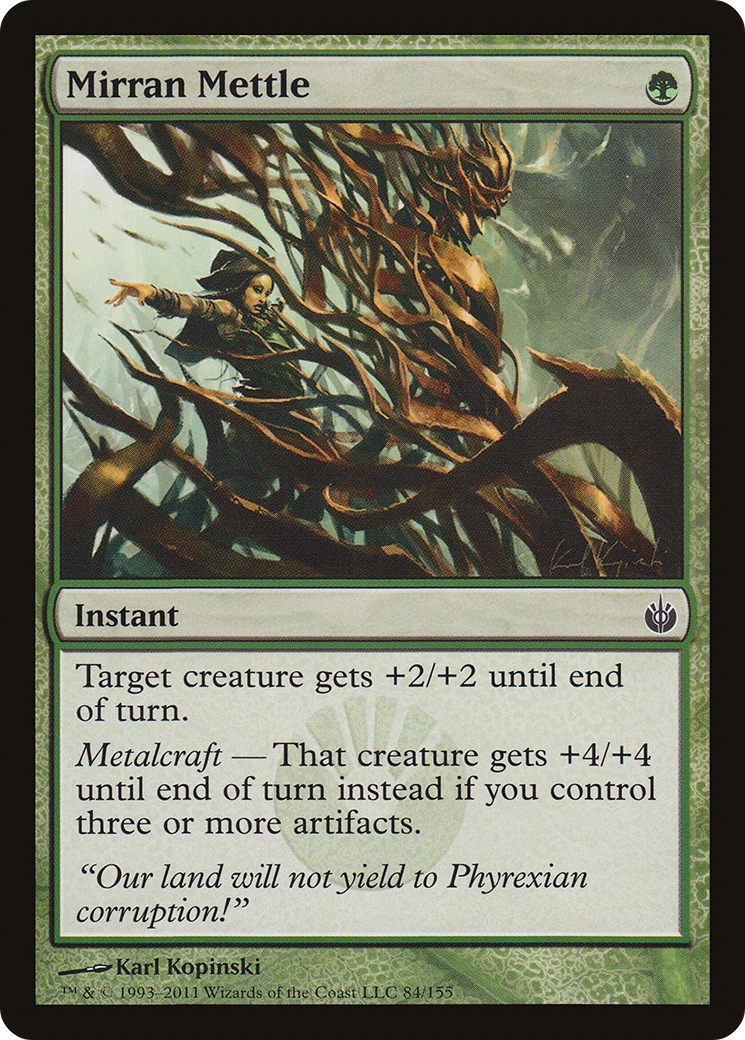 Mirran Mettle
Karl Kopinski
Instant
Target creature gets +2/+2 until end
of turn.
Metalcraft — That creature gets +4/+4
until end of turn instead if you control
three or more artifacts.
“Our land will not yield to Phyrexian
corruption!”
Karl Kopinski
™ & © 1993–2011 Wizards of the Coast LLC 84/155